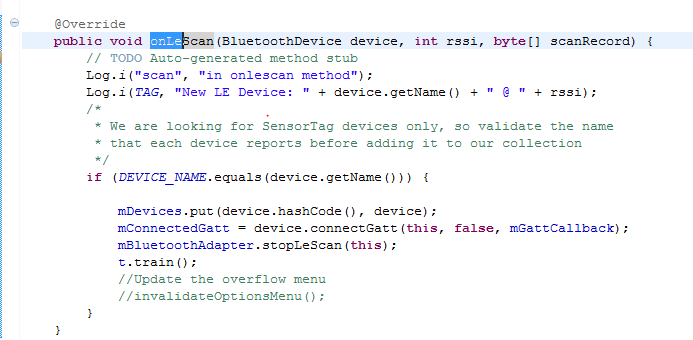 @Override
public void onLeScan(BluetoothDevice device, int rssi, byte[] scanRecord) {
// TODO Auto-generated method stub
Log.i("scan", "in onlescan method");
Log.i(TAG, "New LE Device: " + device.getName() + " @ " + rssi);
/*
* We are looking for SensorTag devices only, so validate the name
* that each device reports before adding it to our collection
*/
if (DEVICE_NAME.equals(device.getName())) {
mDevices.put(device.hashCode(), device);
mConnectedGatt = device.connectGatt(this, false, mGattCallback);
mBluetoothAdapter.stopLeScan(this);
t.train();
//Update the overflow menu
//invalidateOptionsMenu();
}
}